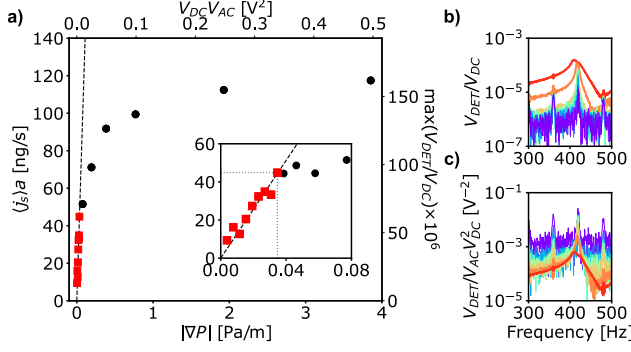 V_DC V_AC [V²]
a)
0.0 0.1 0.2 0.3 0.4 0.5
140
120
100
80
60
40
20
0
⟨j_s⟩a [ng/s]
0 1 2 3 4
|∇P| [Pa/m]
150
100
50
0
max(V_DET/V_DC)×10⁶
60
40
20
0
0.00 0.04 0.08
b)
10⁻³
10⁻⁵
10⁻⁷
V_DET/V_DC
300 400 500
c)
10⁻¹
10⁻³
10⁻⁵
V_DET/V_AC V²_DC [V⁻²]
300 400 500
Frequency [Hz]